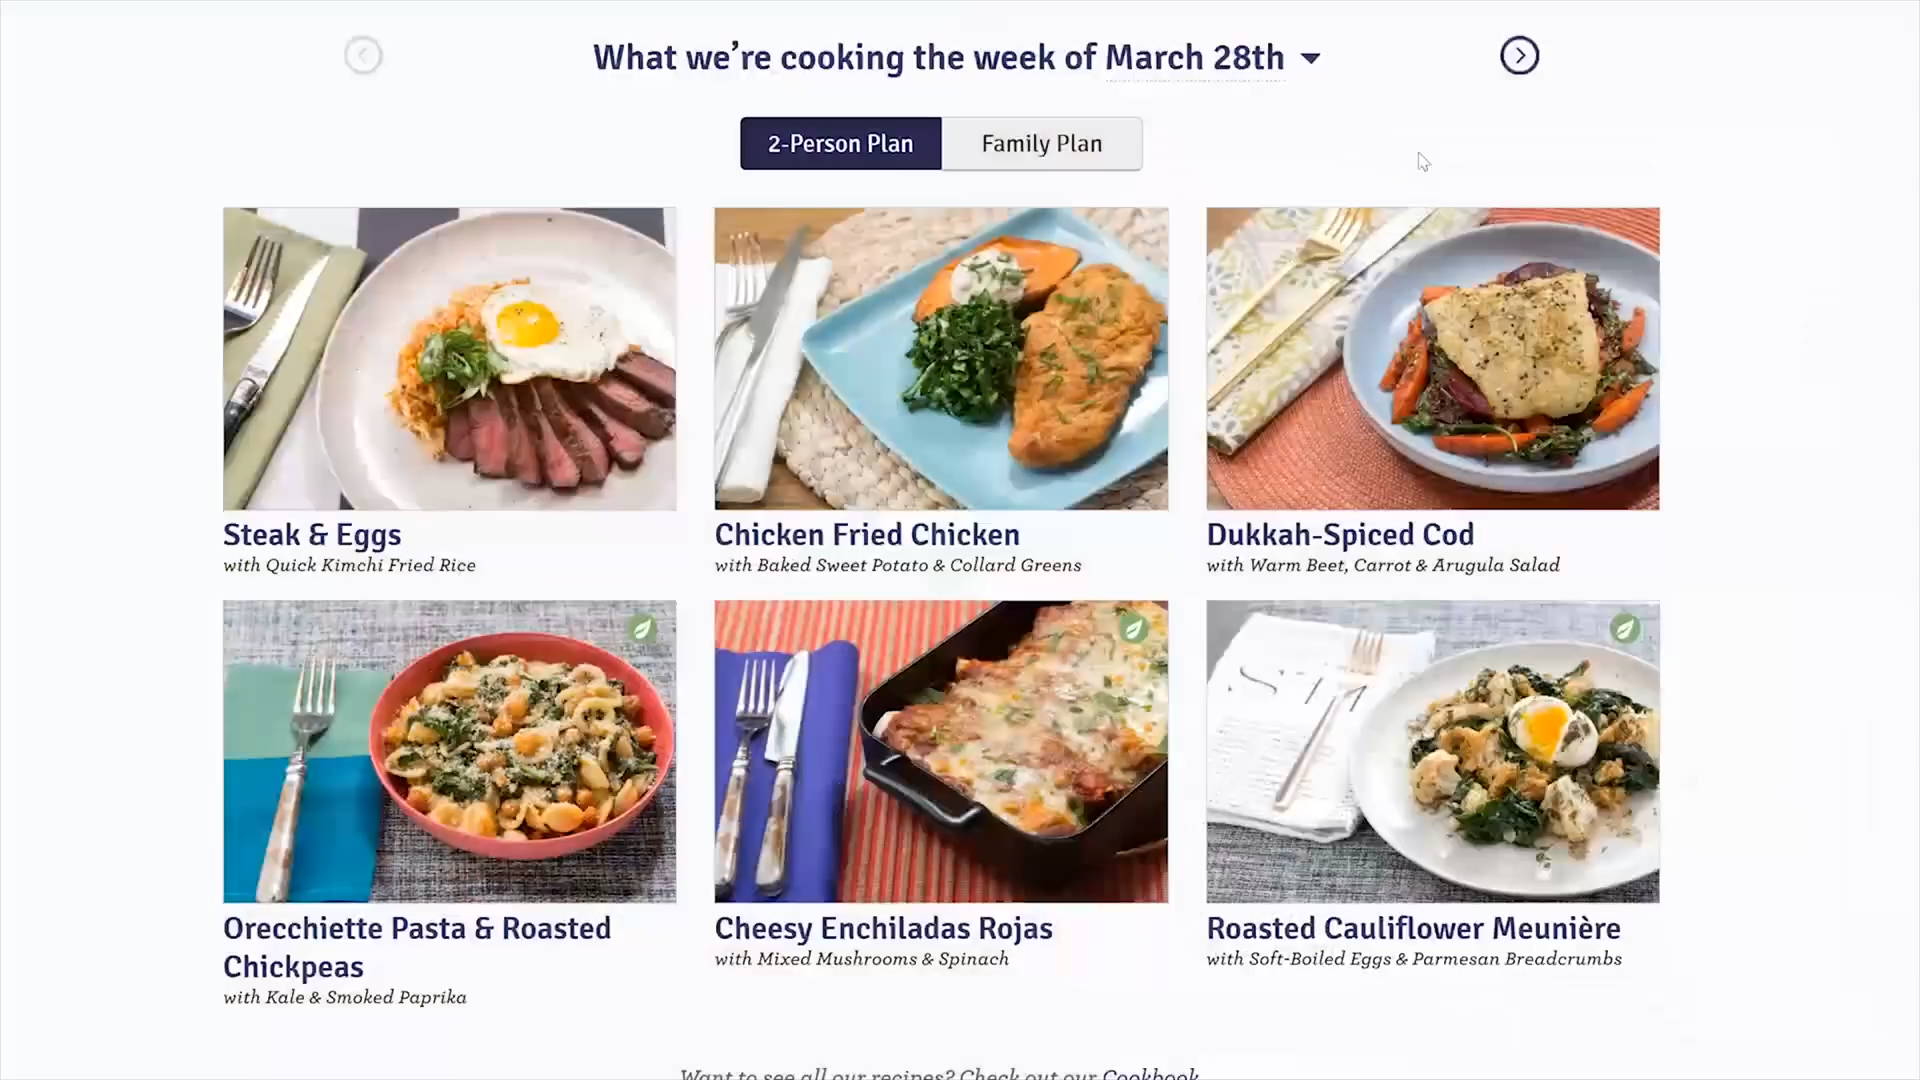 What we’re cooking the week of March 28th
2-Person Plan
Family Plan
Steak & Eggs
with Quick Kimchi Fried Rice
Chicken Fried Chicken
with Baked Sweet Potato & Collard Greens
Dukkah-Spiced Cod
with Warm Beet, Carrot & Arugula Salad
Orecchiette Pasta & Roasted
Chickpeas
with Kale & Smoked Paprika
Cheesy Enchiladas Rojas
with Mixed Mushrooms & Spinach
Roasted Cauliflower Meunière
with Soft-Boiled Eggs & Parmesan Breadcrumbs
Want to see all our recipes? Check out our Cookbook